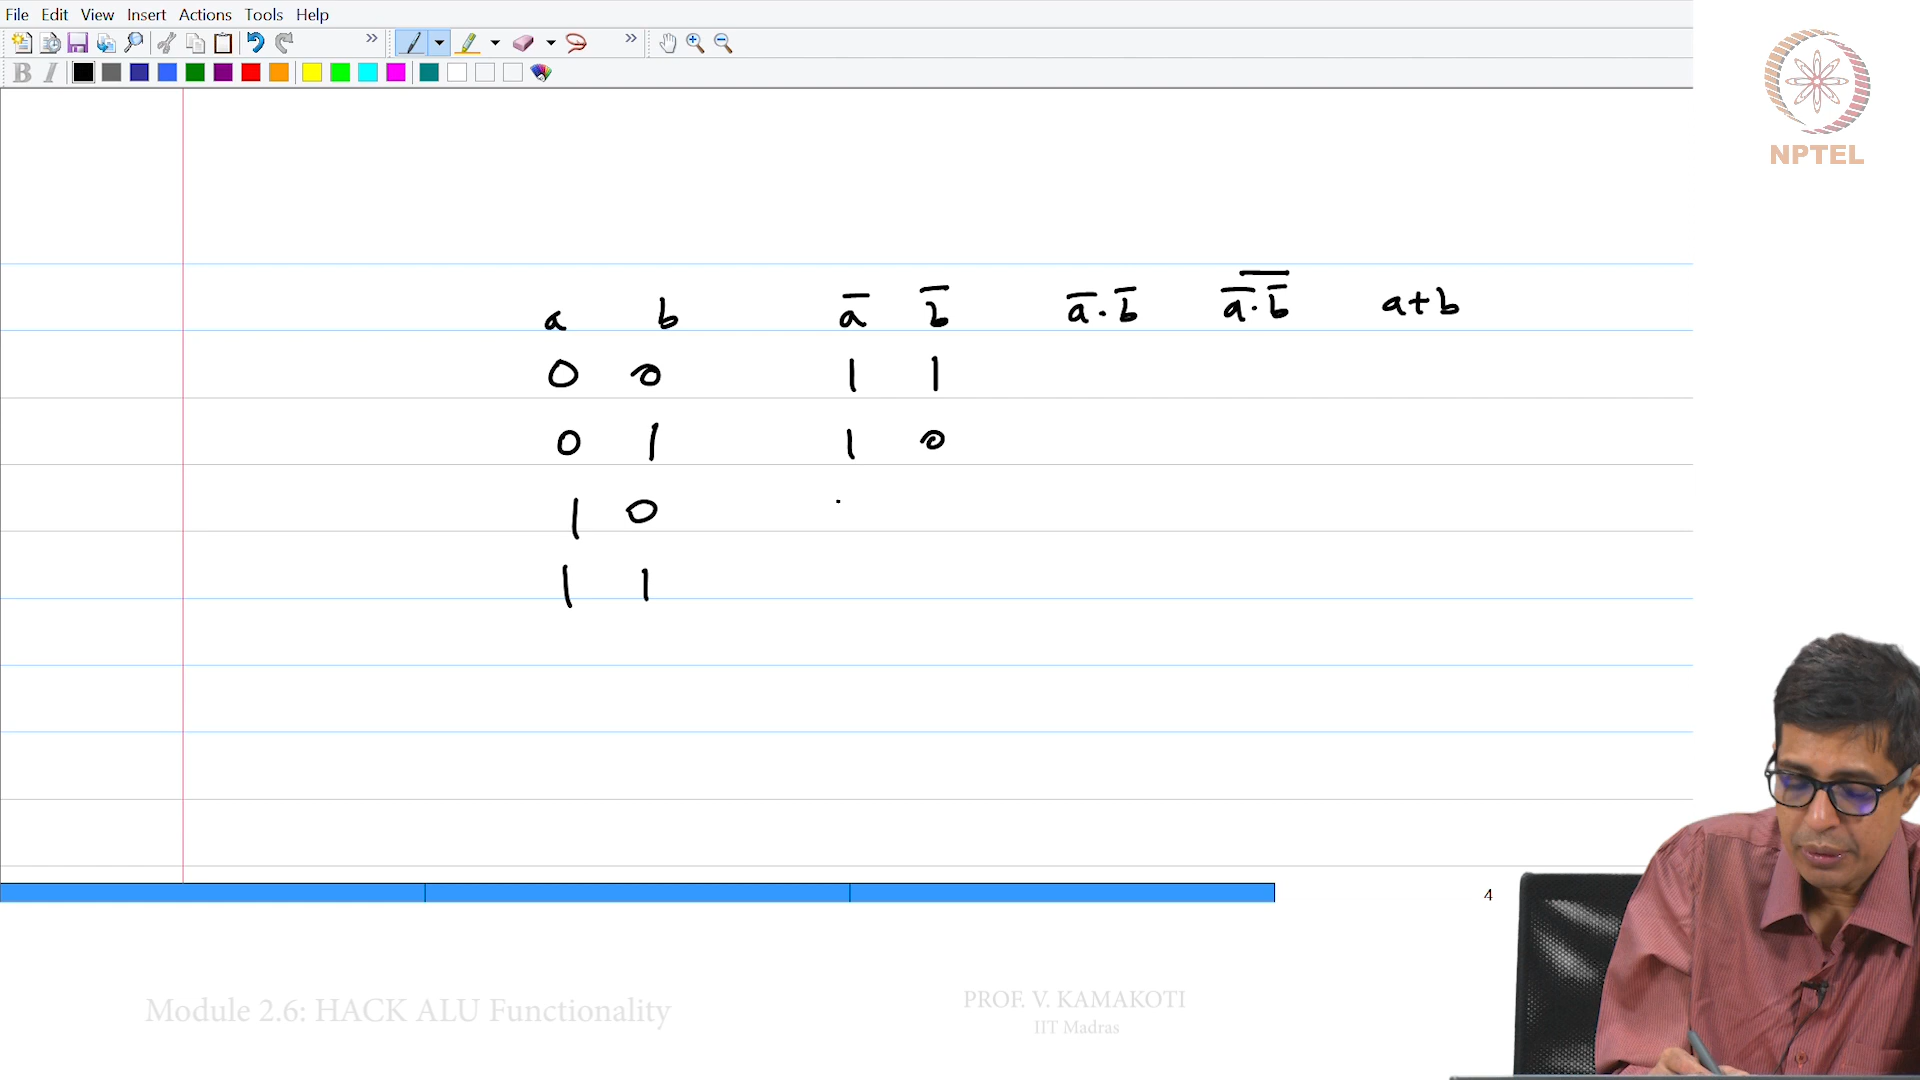 File Edit View Insert Actions Tools Help
B I
NPTEL
a b a̅ b̅ a̅.b̅ \overline{a̅.b̅} a+b
0 0 1 1
0 1 1 0
1 0
1 1
4
Module 2.6: HACK ALU Functionality
PROF. V. KAMAKOTI
IIT Madras